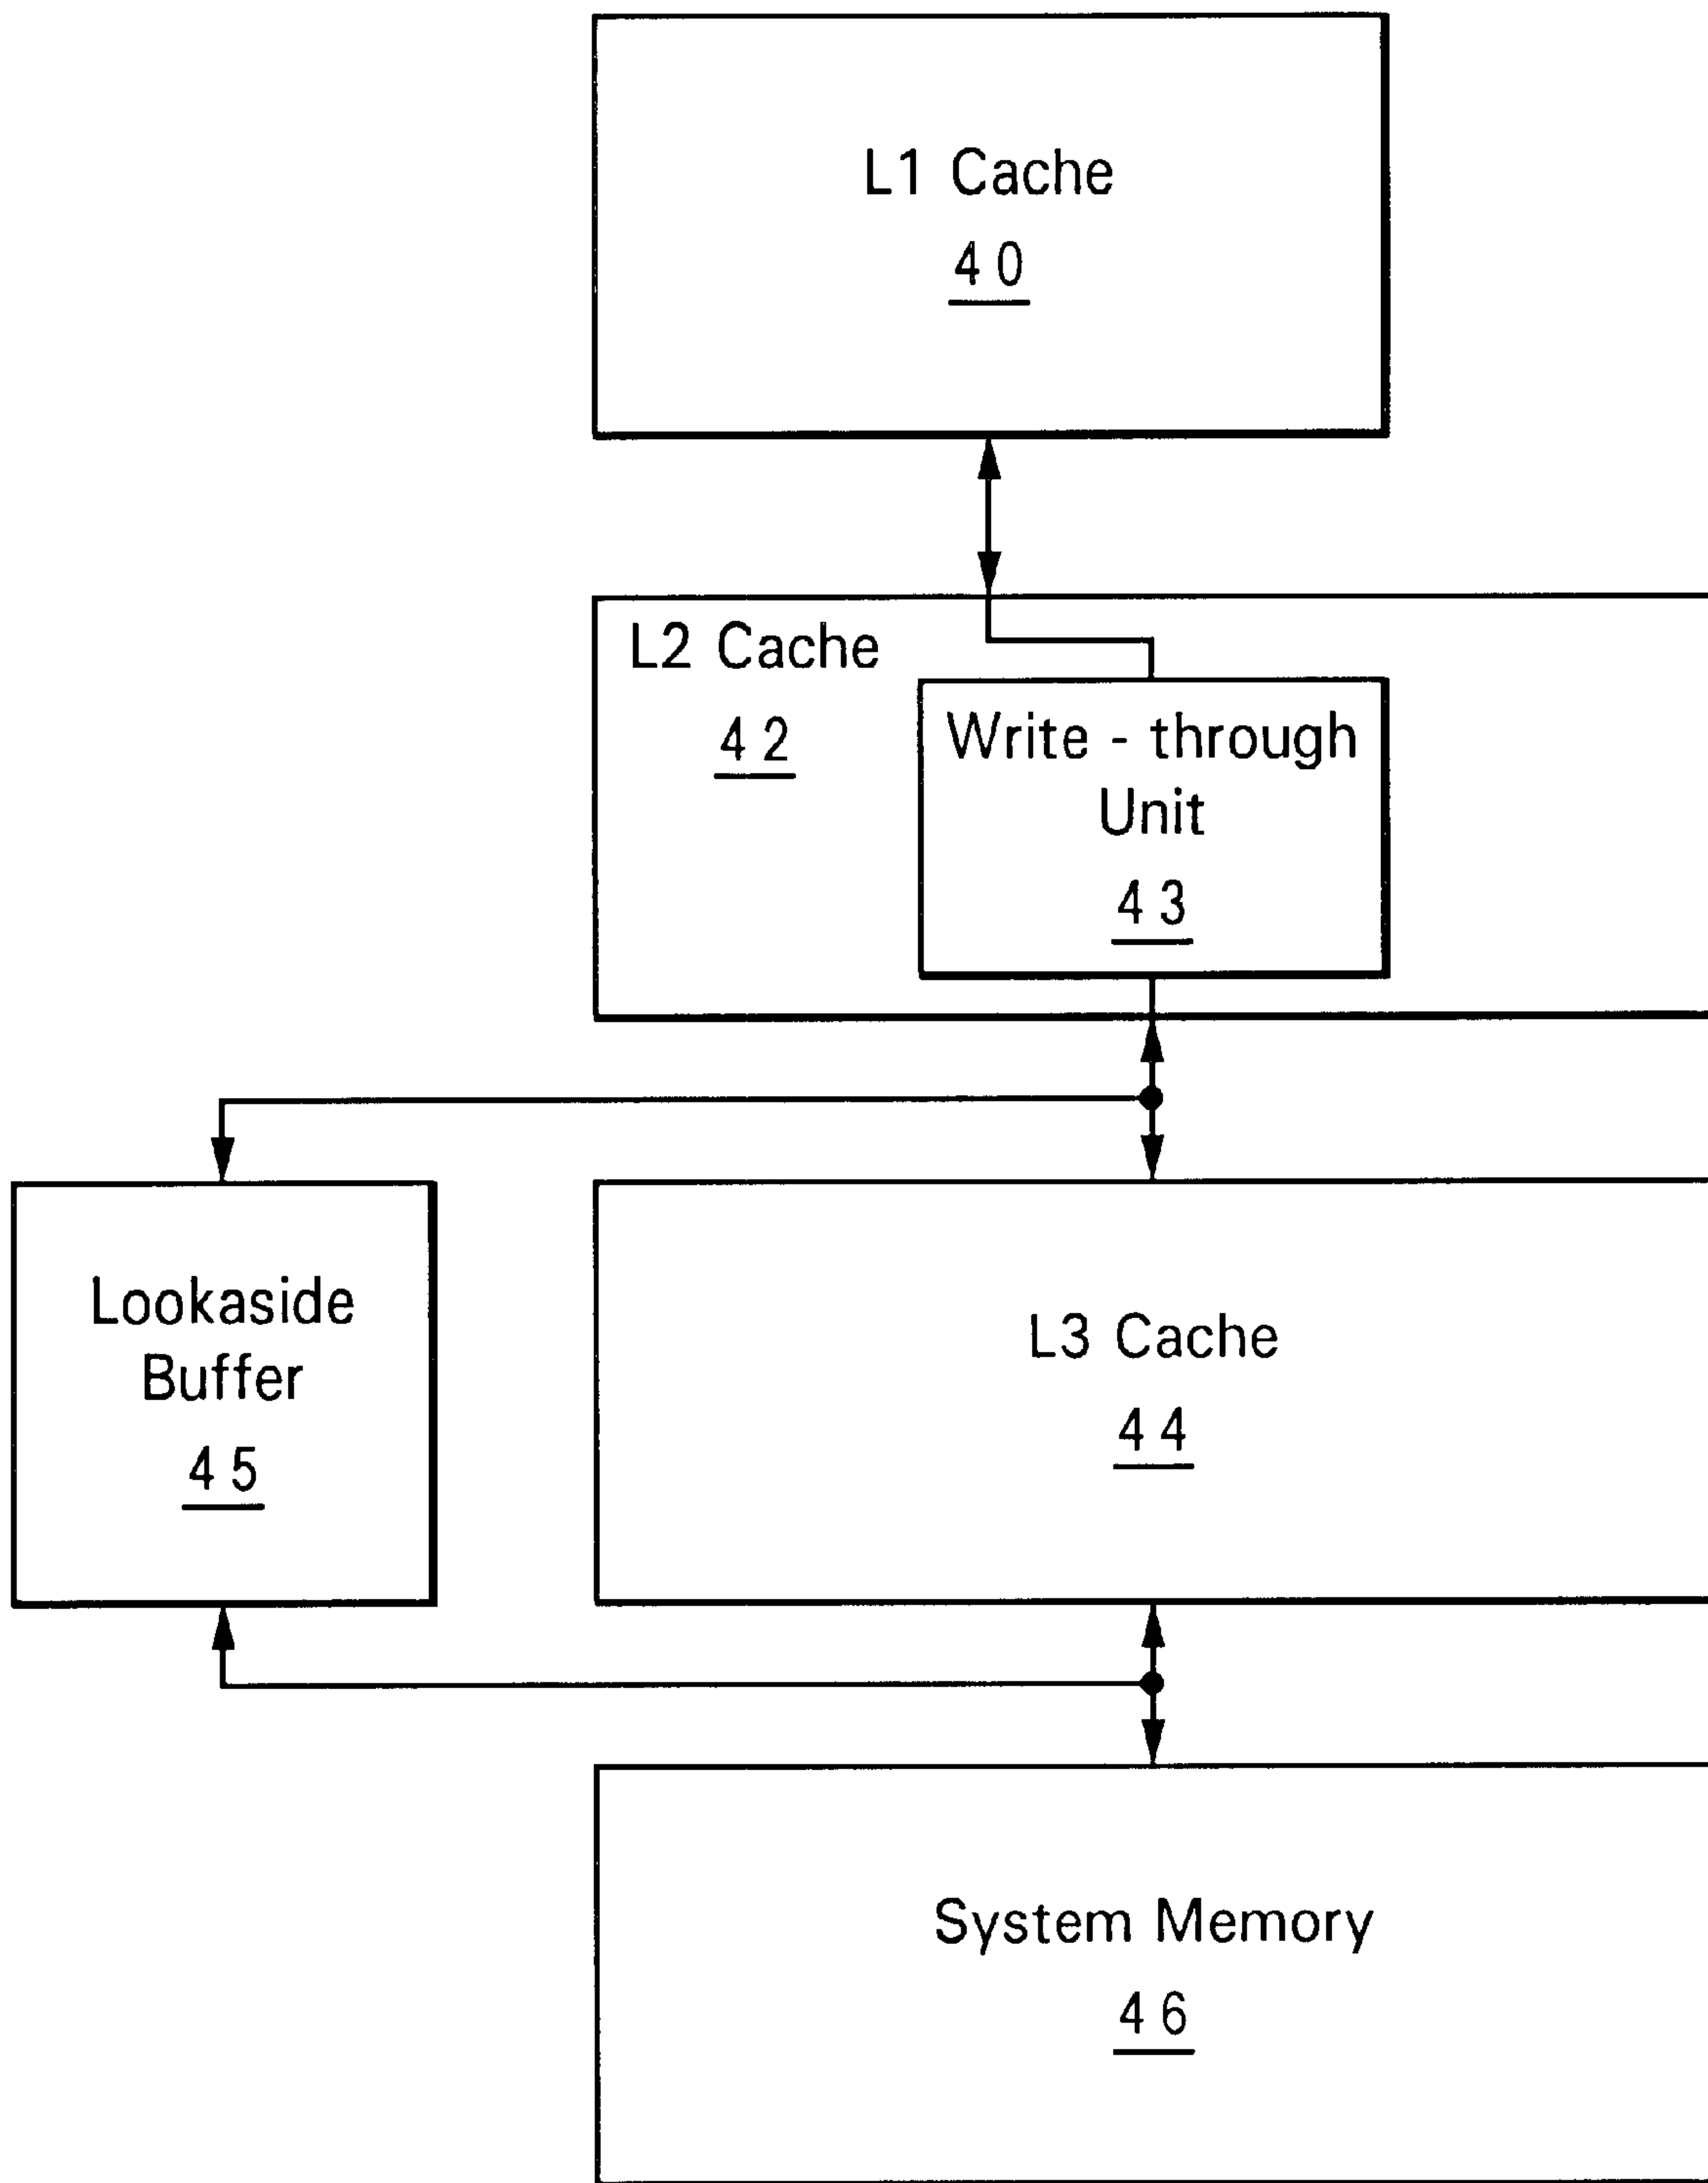 L1 Cache
40
L2 Cache
42
Write - through
Unit
43
Lookaside
Buffer
45
L3 Cache
44
System Memory
46